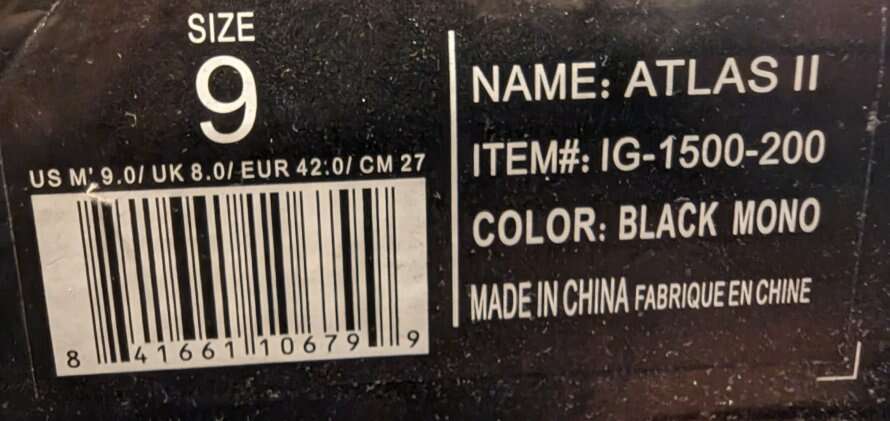 SIZE
9
US M' 9.0/ UK 8.0/ EUR 42.0/ CM 27
8 41661 10679 9
NAME: ATLAS II
ITEM#: IG-1500-200
COLOR: BLACK MONO
MADE IN CHINA FABRIQUE EN CHINE